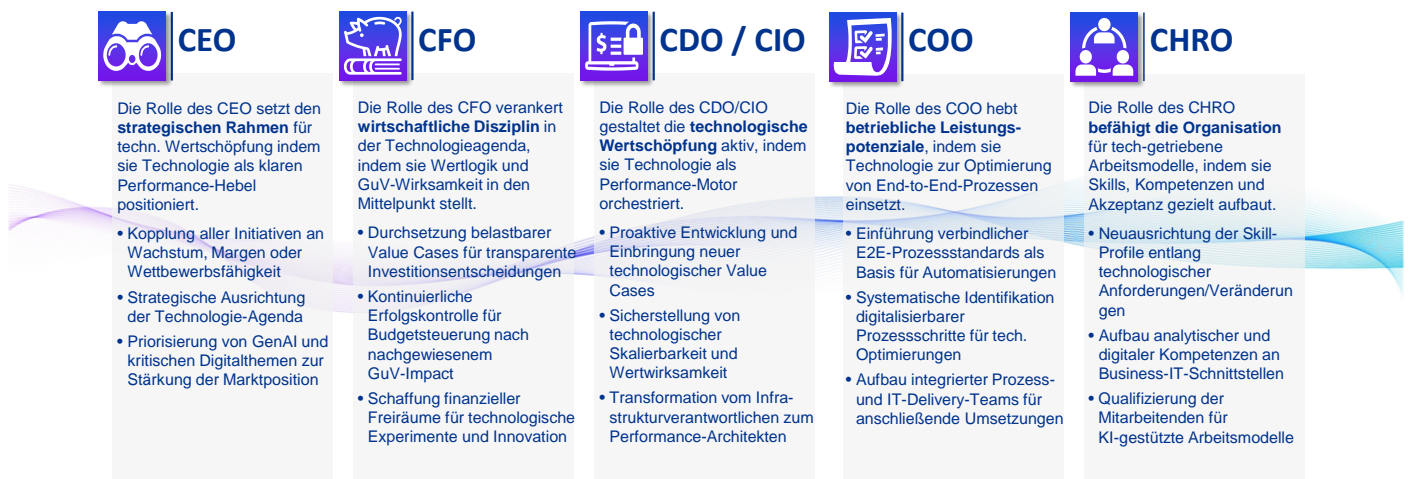 CEO
Die Rolle des CEO setzt den
strategischen Rahmen für
techn. Wertschöpfung indem
sie Technologie als klaren
Performance-Hebel
positioniert.
• Kopplung aller Initiativen an
Wachstum, Margen oder
Wettbewerbsfähigkeit
• Strategische Ausrichtung
der Technologie-Agenda
• Priorisierung von GenAI und
kritischen Digitalthemen zur
Stärkung der Marktposition
CFO
Die Rolle des CFO verankert
wirtschaftliche Disziplin in
der Technologieagenda,
indem sie Wertlogik und
GuV-Wirksamkeit in den
Mittelpunkt stellt.
• Durchsetzung belastbarer
Value Cases für transparente
Investitionsentscheidungen
• Kontinuierliche
Erfolgskontrolle für
Budgetsteuerung nach
nachgewiesenem
GuV-Impact
• Schaffung finanzieller
Freiräume für technologische
Experimente und Innovation
CDO / CIO
Die Rolle des CDO/CIO
gestaltet die technologische
Wertschöpfung aktiv, indem
sie Technologie als
Performance-Motor
orchestriert.
• Proaktive Entwicklung und
Einbringung neuer
technologischer Value
Cases
• Sicherstellung von
technologischer
Skalierbarkeit und
Wertwirksamkeit
• Transformation vom Infra-
strukturverantwortlichen zum
Performance-Architekten
COO
Die Rolle des COO hebt
betriebliche Leistungs-
potenziale, indem sie
Technologie zur Optimierung
von End-to-End-Prozessen
einsetzt.
• Einführung verbindlicher
E2E-Prozessstandards als
Basis für Automatisierungen
• Systematische Identifikation
digitalisierbarer
Prozessschritte für tech.
Optimierungen
• Aufbau integrierter Prozess-
und IT-Delivery-Teams für
anschließende Umsetzungen
CHRO
Die Rolle des CHRO
befähigt die Organisation
für tech-getriebene
Arbeitsmodelle, indem sie
Skills, Kompetenzen und
Akzeptanz gezielt aufbaut.
• Neuausrichtung der Skill-
Profile entlang
technologischer
Anforderungen/Veränderun
gen
• Aufbau analytischer und
digitaler Kompetenzen an
Business-IT-Schnittstellen
• Qualifizierung der
Mitarbeitenden für
KI-gestützte Arbeitsmodelle